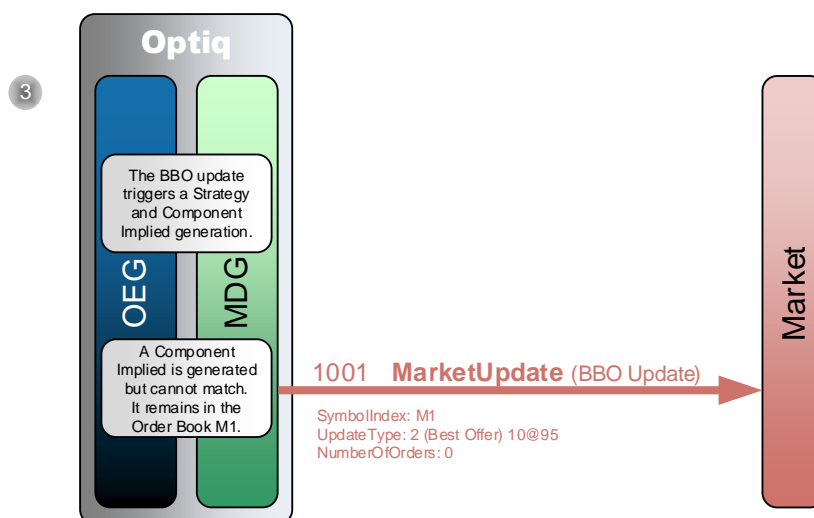 Optiq
3
The BBO update
triggers a Strategy
and Component
Implied generation.
OEG
MDG
A Component
Implied is generated
but cannot match.
It remains in the
Order Book M1.
1001 MarketUpdate (BBO Update)
SymbolIndex: M1
UpdateType: 2 (Best Offer) 10@95
NumberOfOrders: 0
Market